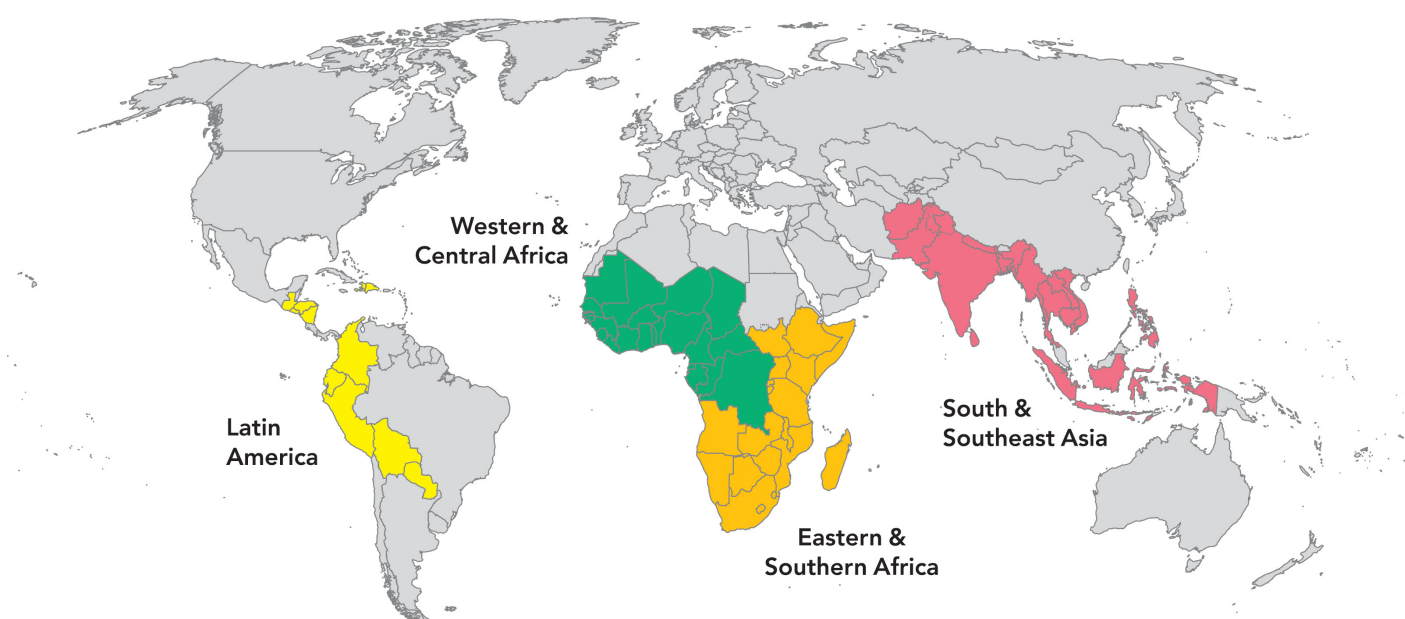 Western &
Central Africa
Latin
America
South &
Southeast Asia
Eastern &
Southern Africa